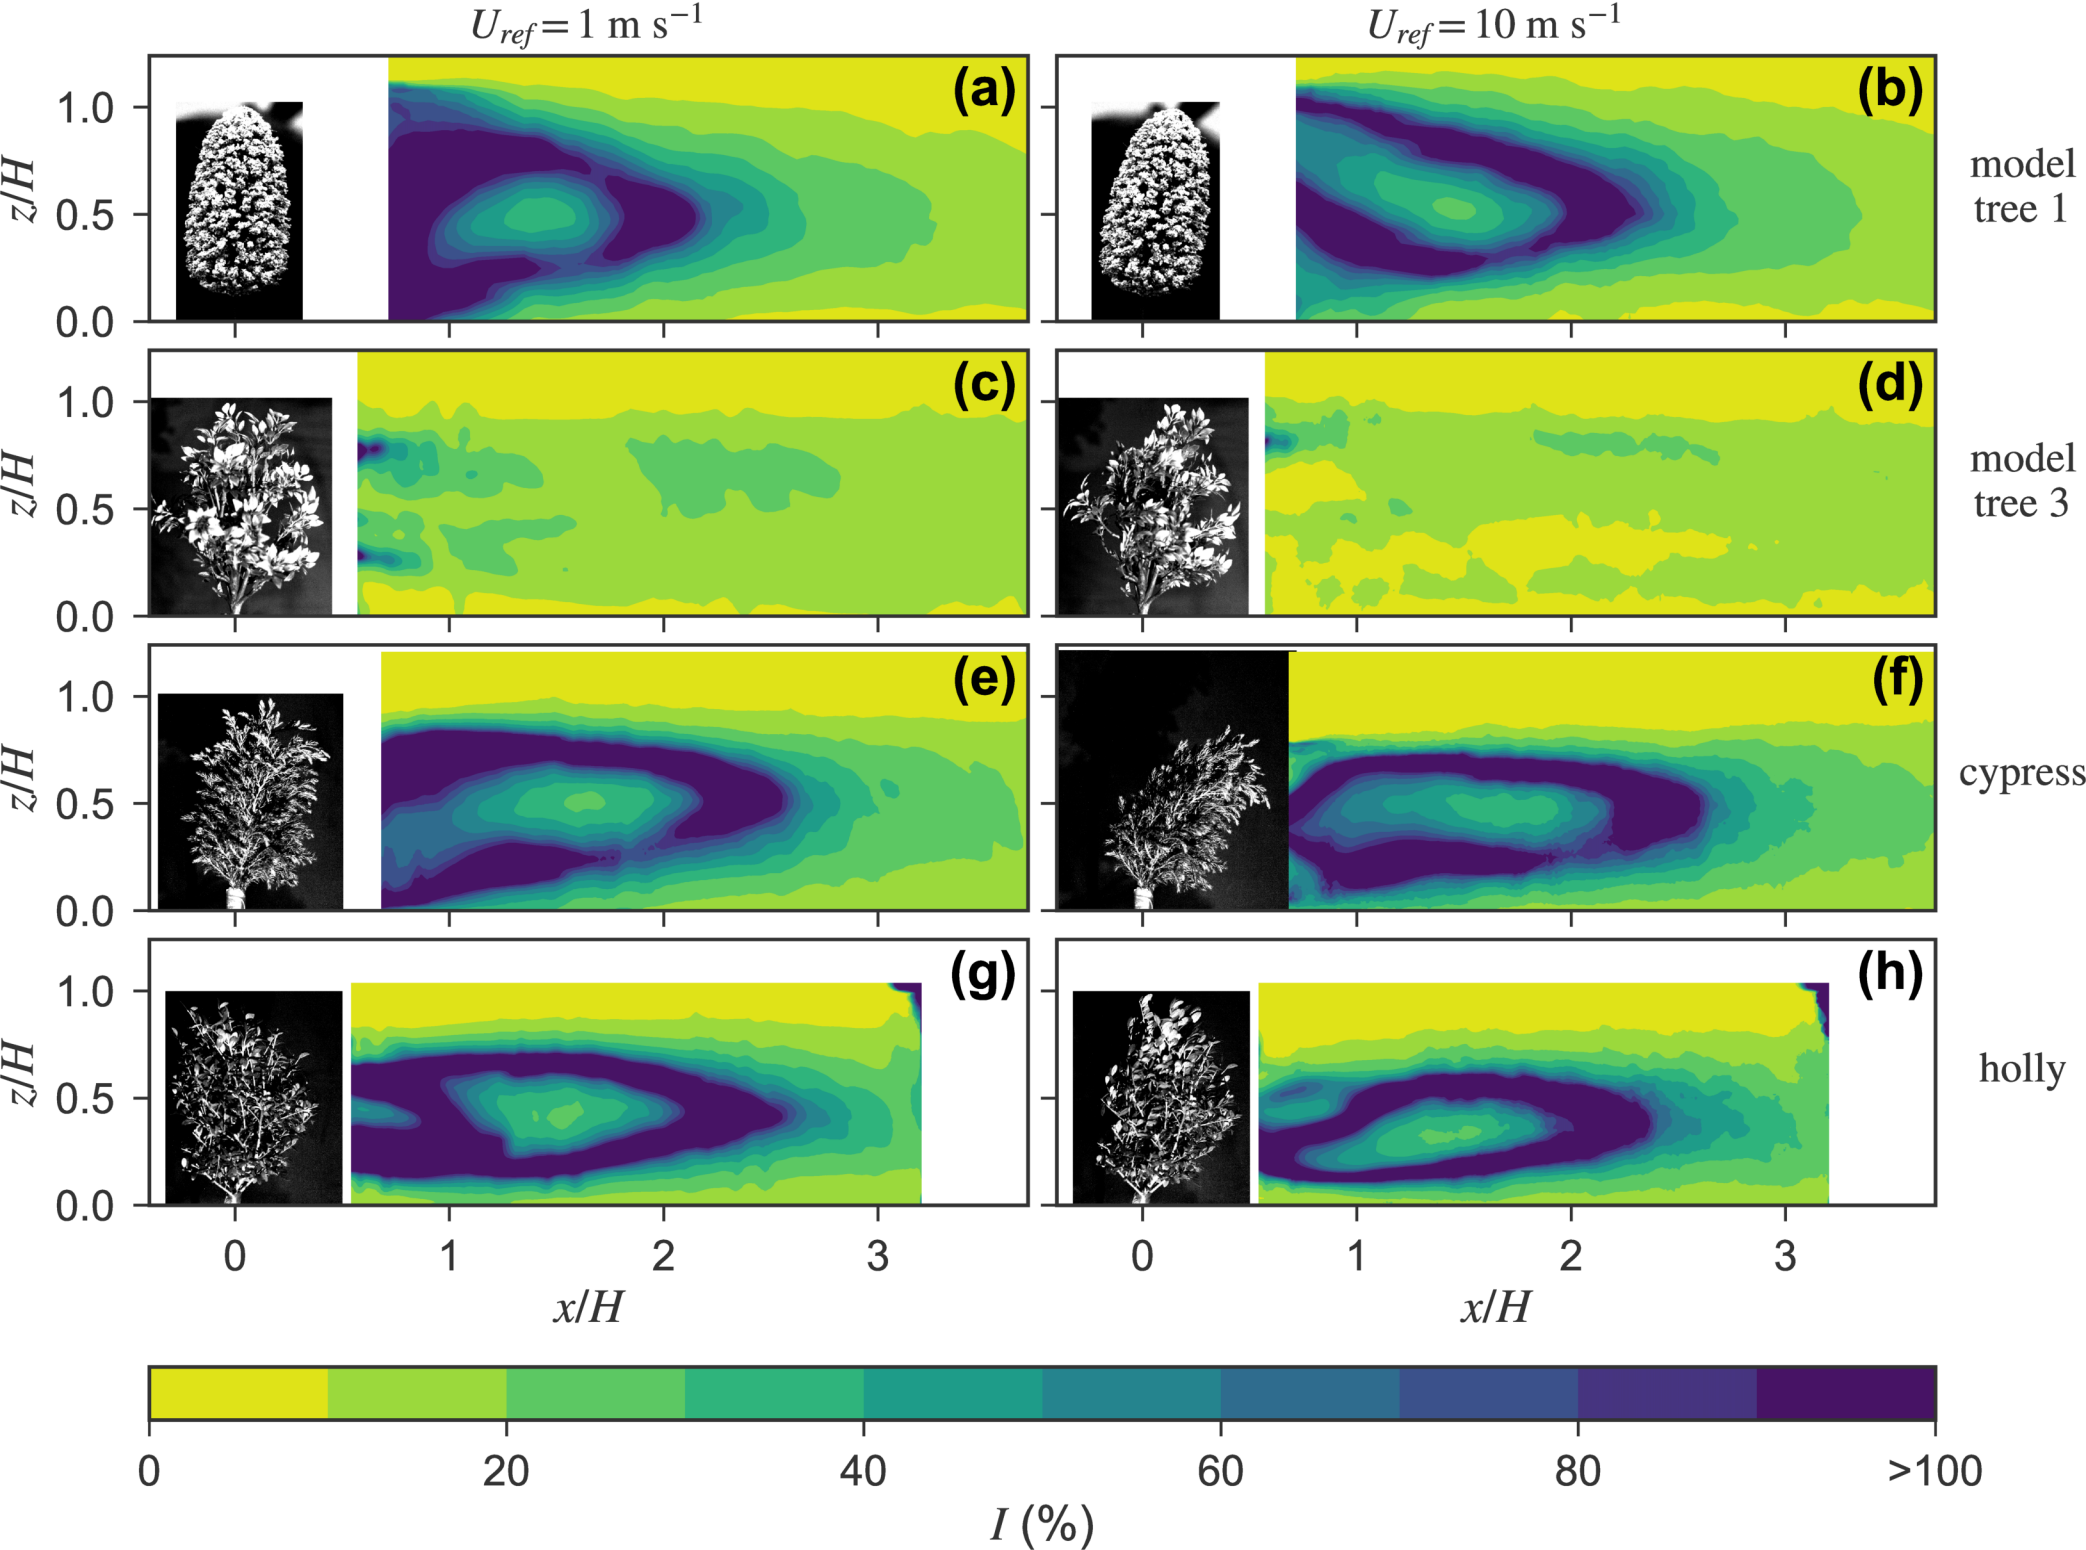 U_ref = 1 m s⁻¹ U_ref = 10 m s⁻¹
(a) (b)
z/H 1.0 0.5 0.0
model
tree 1
(c) (d)
z/H 1.0 0.5 0.0
model
tree 3
(e) (f)
z/H 1.0 0.5 0.0
cypress
(g) (h)
z/H 1.0 0.5 0.0
holly
0 1 2 3 0 1 2 3
x/H x/H
0 20 40 60 80 >100
I (%)